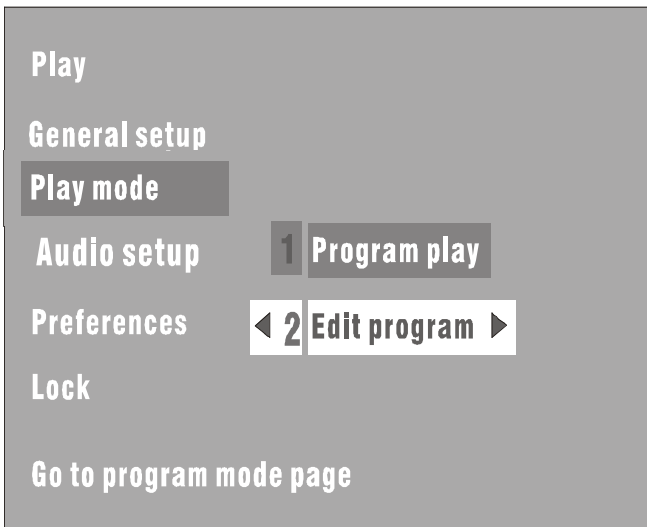 Play
General setup
Play mode
Audio setup
1 Program play
Preferences
2 Edit program
Lock
Go to program mode page